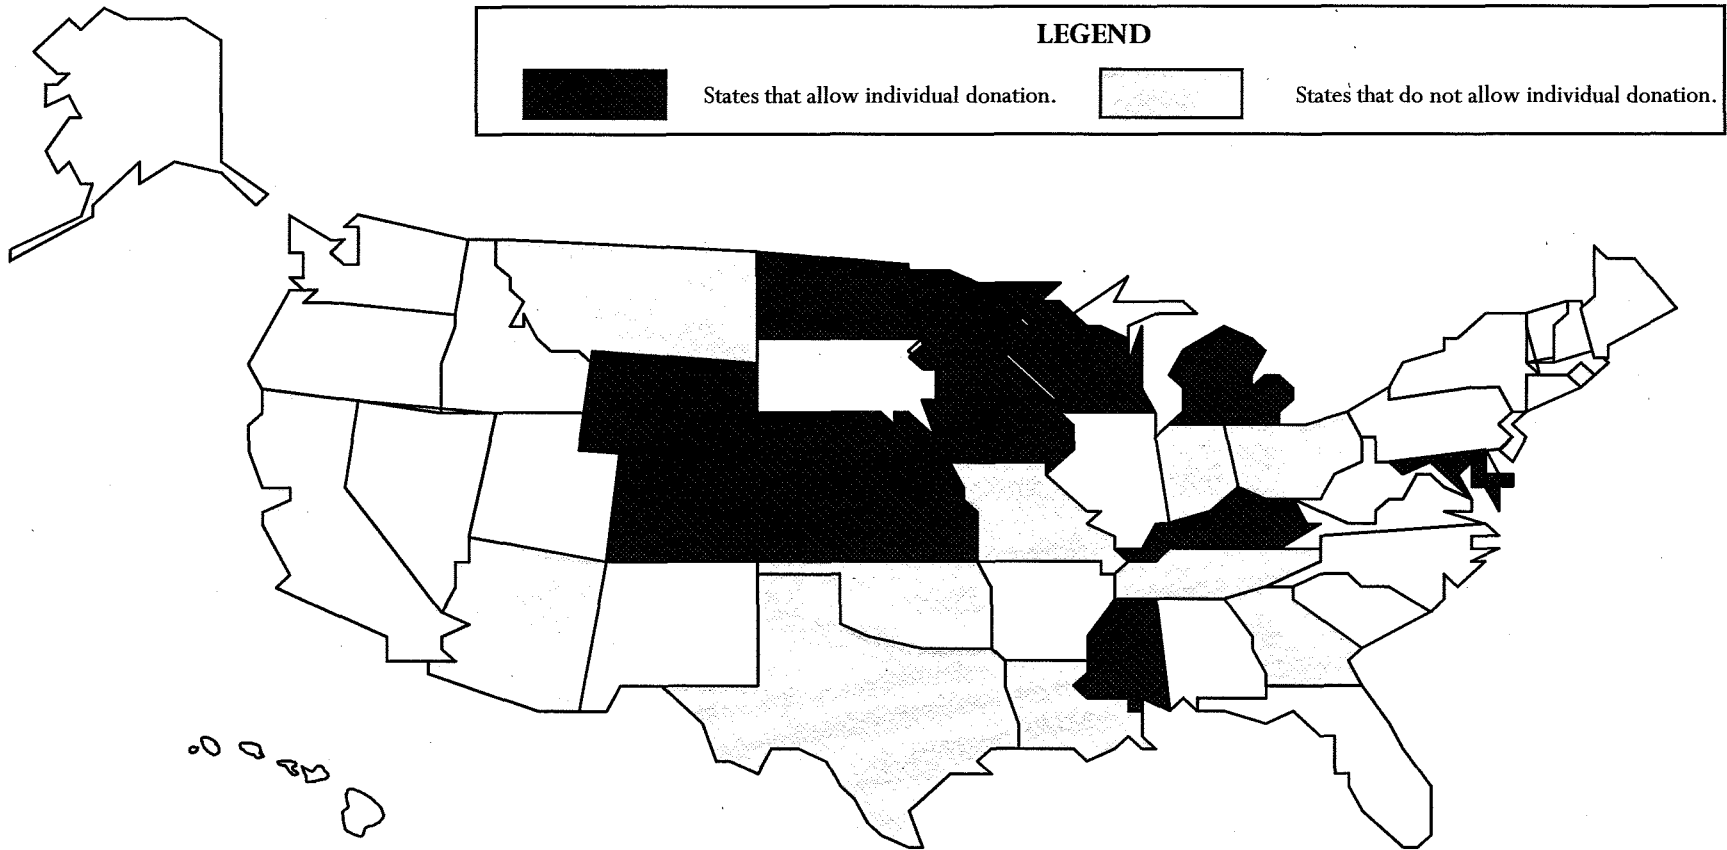 LEGEND
States that allow individual donation.
States that do not allow individual donation.